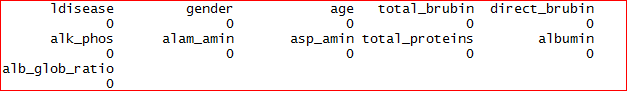 ldisease gender age total_brubin direct_brubin
0 0 0 0 0
alk_phos alam_amin asp_amin total_proteins albumin
0 0 0 0 0
alb_glob_ratio
0